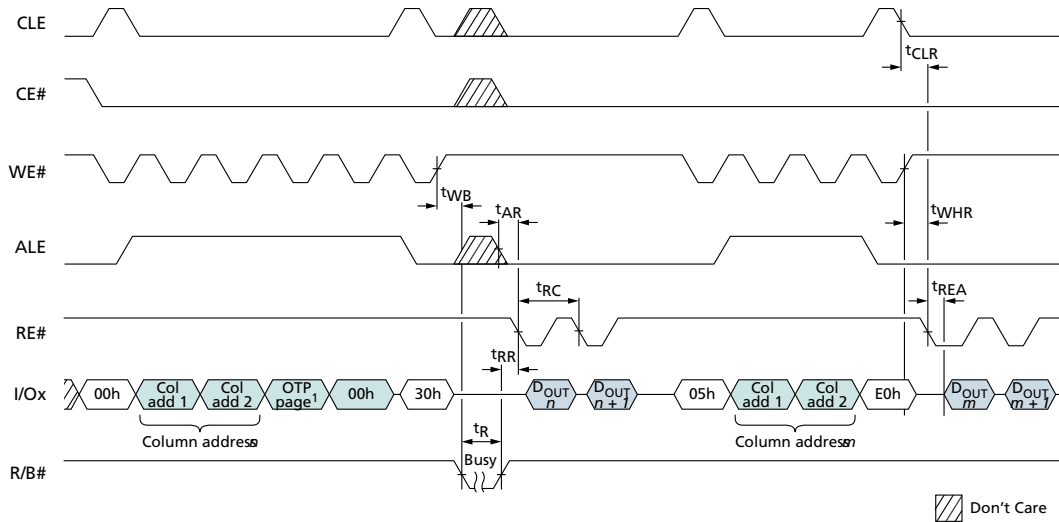 CLE
tCLR
CE#
WE#
tWB
tAR
tWHR
ALE
tRC
tREA
RE#
tRR
I/Ox
00h
Col add 1
Col add 2
OTP page1
00h
30h
DOUT n
DOUT n + 1
05h
Col add 1
Col add 2
E0h
DOUT m
DOUT m + 1
Column address n
Column address m
tR
R/B#
Busy
Don't Care